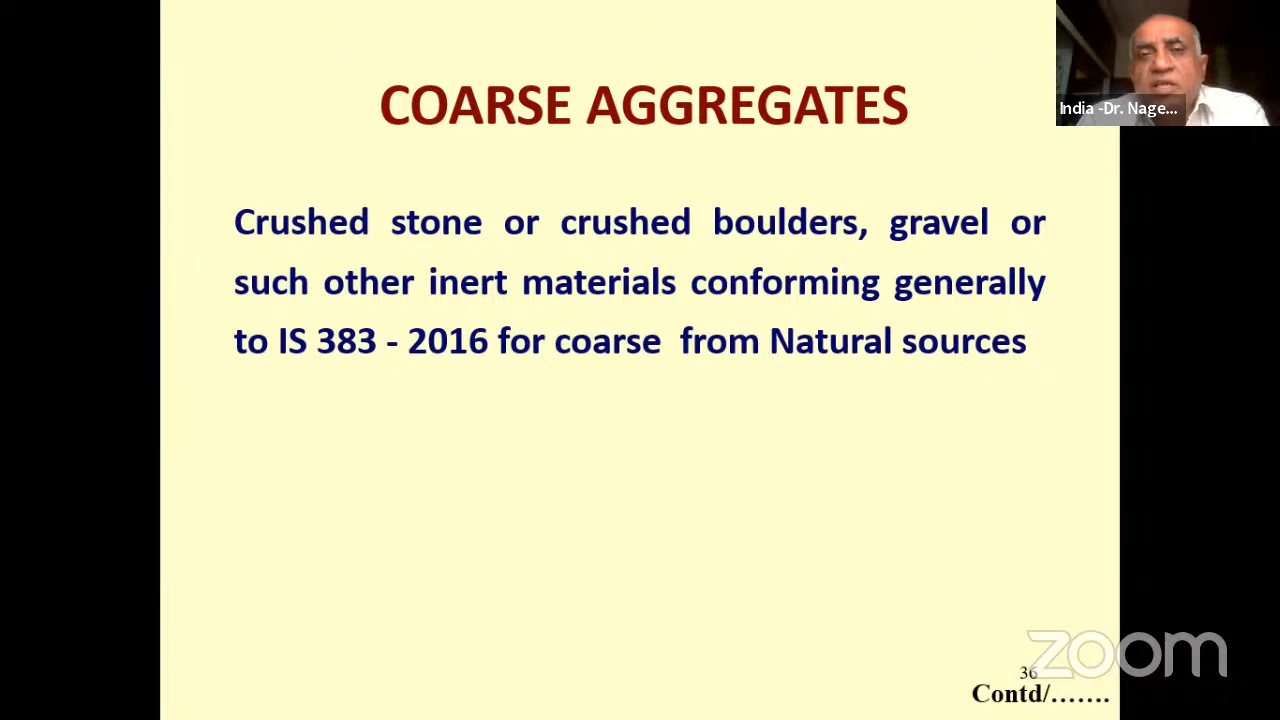 COARSE AGGREGATES
India -Dr. Nage...
Crushed stone or crushed boulders, gravel or
such other inert materials conforming generally
to IS 383 - 2016 for coarse from Natural sources
zoom
36
Contd/.......